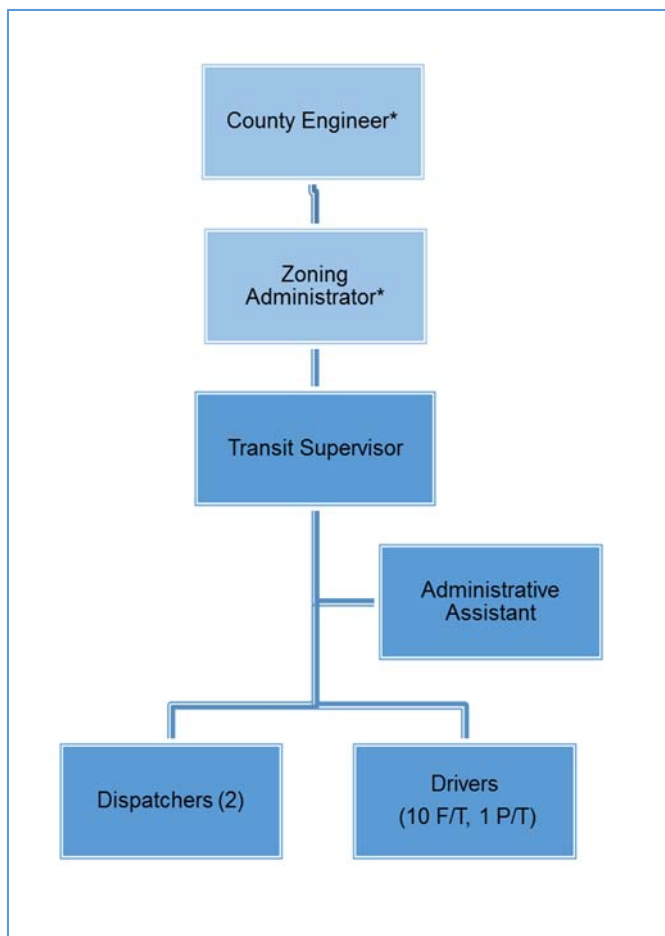 County Engineer*
Zoning
Administrator*
Transit Supervisor
Administrative
Assistant
Dispatchers (2)
Drivers
(10 F/T, 1 P/T)